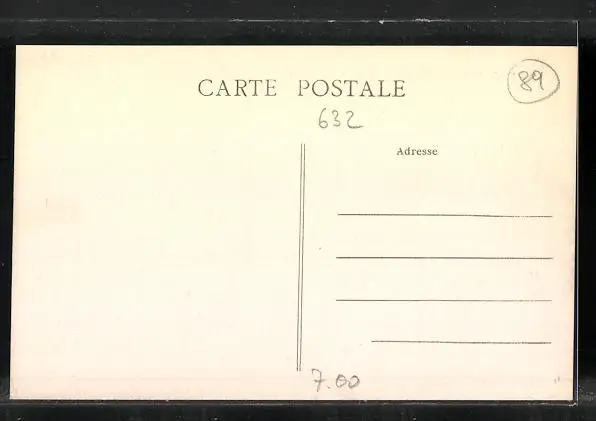 CARTE POSTALE
89
632
Adresse
7.00